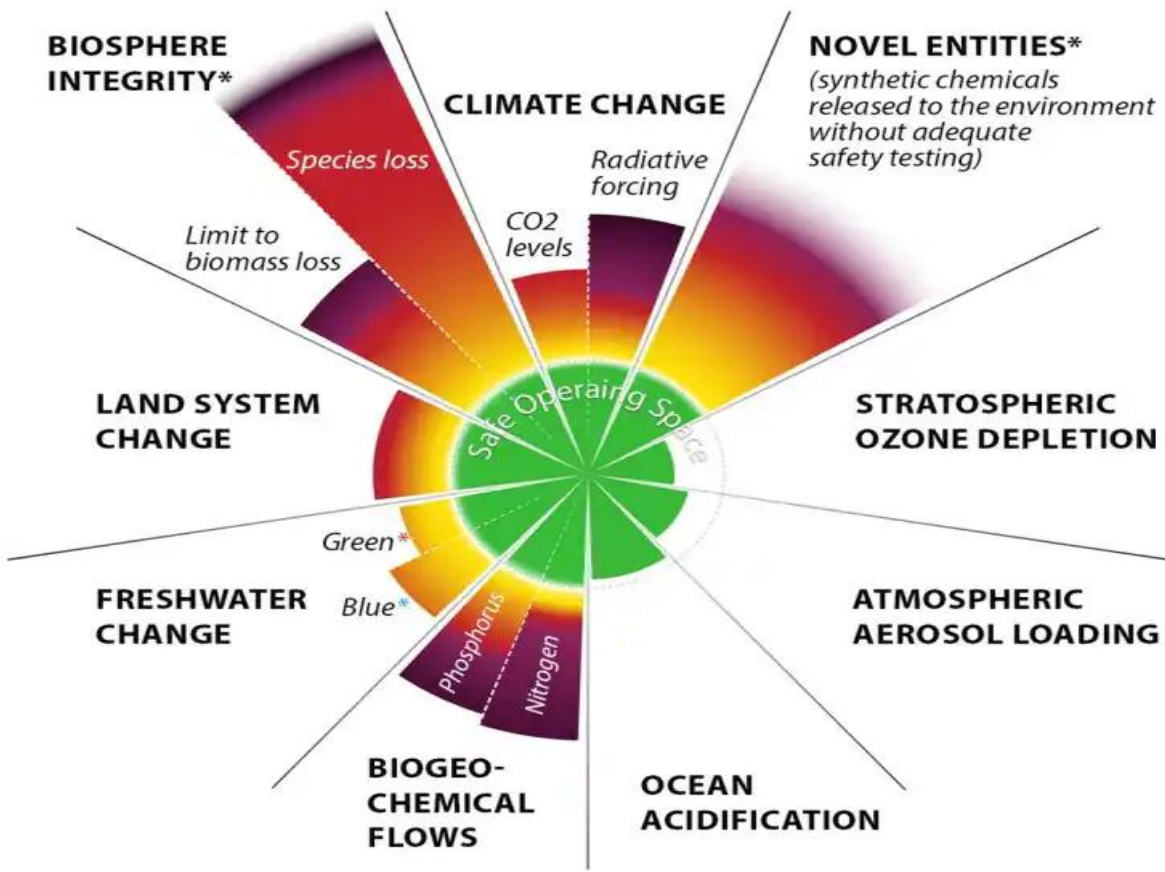 BIOSPHERE
INTEGRITY*
Species loss
Limit to
biomass loss
CLIMATE CHANGE
CO2
levels
Radiative
forcing
NOVEL ENTITIES*
(synthetic chemicals
released to the environment
without adequate
safety testing)
Safe Operaing Space
LAND SYSTEM
CHANGE
STRATOSPHERIC
OZONE DEPLETION
Green*
Blue*
FRESHWATER
CHANGE
ATMOSPHERIC
AEROSOL LOADING
Phosphorus
Nitrogen
BIOGEO-
CHEMICAL
FLOWS
OCEAN
ACIDIFICATION